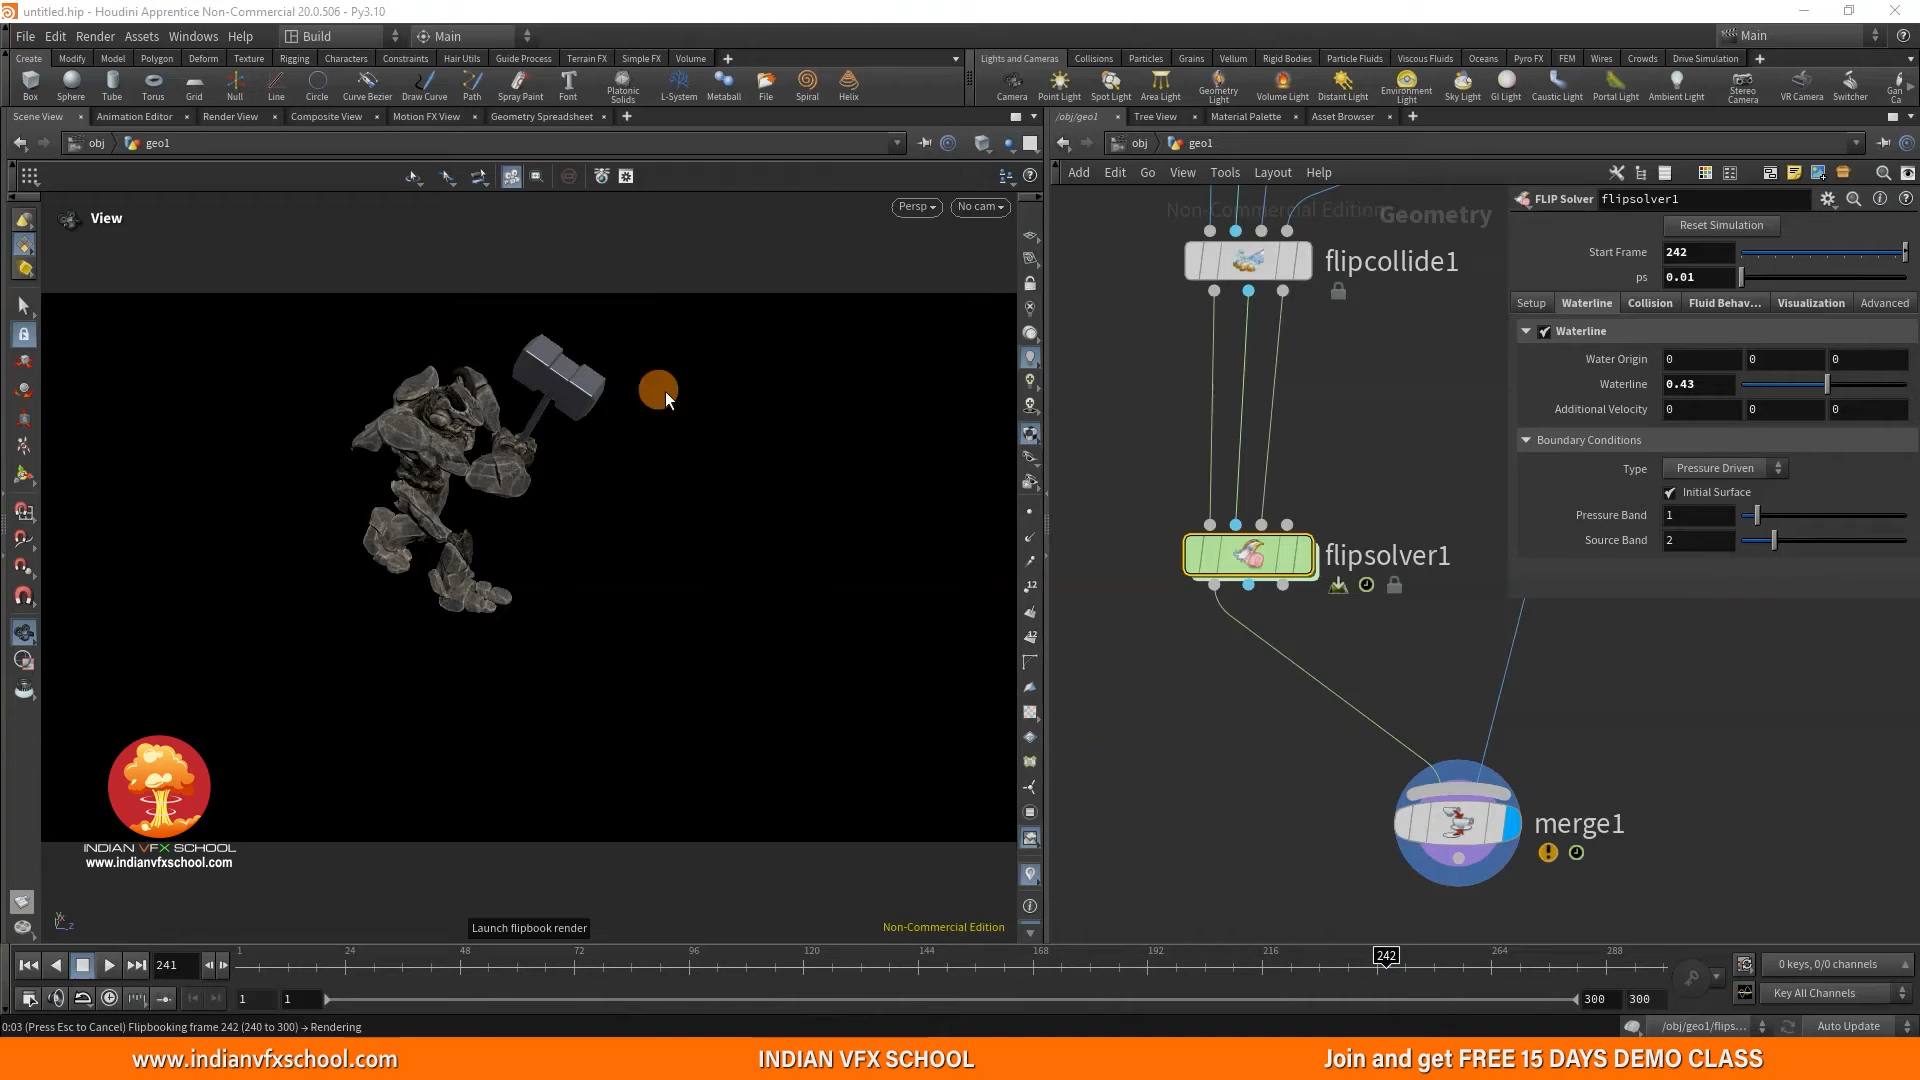 untitled.hip - Houdini Apprentice Non-Commercial 20.0.506 - Py3.10
File Edit Render Assets Windows Help Build Main Main
Create Modify Model Polygon Deform Texture Rigging Characters Constraints Hair Utils Guide Process Terrain FX Simple FX Volume
Lights and Cameras Collisions Particles Grains Vellum Rigid Bodies Particle Fluids Viscous Fluids Oceans Pyro FX FEM Wires Crowds Drive Simulation
Box Sphere Tube Torus Grid Null Line Circle Curve Bezier Draw Curve Path Spray Paint Font Platonic Solids L-System Metaball File Spiral Helix
Camera Point Light Spot Light Area Light Geometry Light Volume Light Distant Light Environment Light Sky Light GI Light Caustic Light Portal Light Ambient Light Stereo Camera VR Camera Switcher Gan Ca
Scene View Animation Editor Render View Composite View Motion FX View Geometry Spreadsheet
/obj/geo1 Tree View Material Palette Asset Browser
obj geo1
obj geo1
Add Edit Go View Tools Layout Help
View
Persp No cam
Non-Commercial Edition
Geometry
FLIP Solver flipsolver1
Reset Simulation
Start Frame 242
ps 0.01
Setup Waterline Collision Fluid Behav... Visualization Advanced
Waterline
Water Origin 0 0 0
Waterline 0.43
Additional Velocity 0 0 0
Boundary Conditions
Type Pressure Driven
Initial Surface
Pressure Band 1
Source Band 2
flipcollide1
flipsolver1
merge1
12
12
INDIAN VFX SCHOOL
www.indianvfxschool.com
Launch flipbook render
Non-Commercial Edition
1 24 48 72 96 120 144 168 192 216 242 264 288
241
0 keys, 0/0 channels
1 1 300 300
Key All Channels
0:03 (Press Esc to Cancel) Flipbooking frame 242 (240 to 300) → Rendering
/obj/geo1/flips... Auto Update
www.indianvfxschool.com INDIAN VFX SCHOOL Join and get FREE 15 DAYS DEMO CLASS